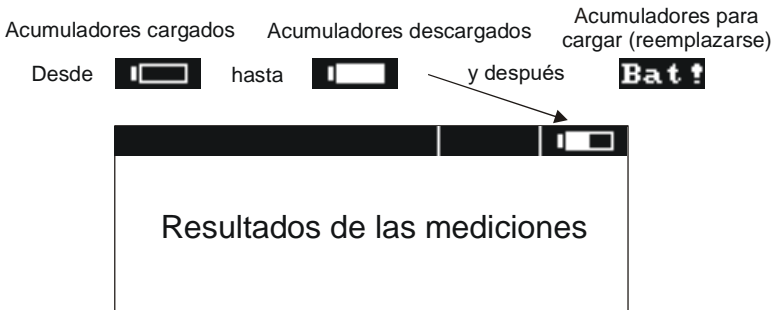 Acumuladores cargados
Acumuladores descargados
Acumuladores para
cargar (reemplazarse)
Desde
hasta
y después
Bat!
Resultados de las mediciones